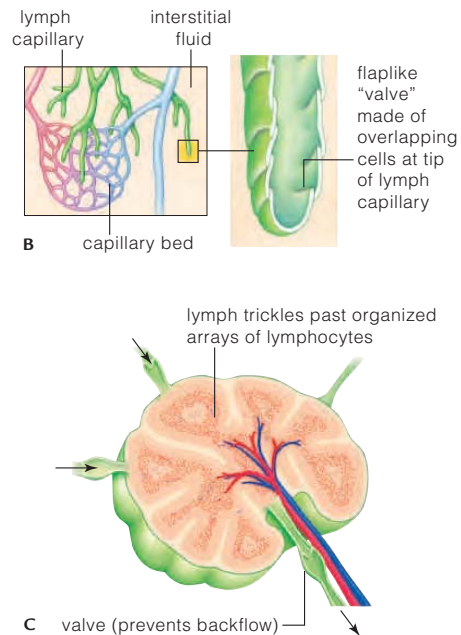 lymph
capillary
interstitial
fluid
flaplike
“valve”
made of
overlapping
cells at tip
of lymph
capillary
B
capillary bed
lymph trickles past organized
arrays of lymphocytes
C
valve (prevents backflow)